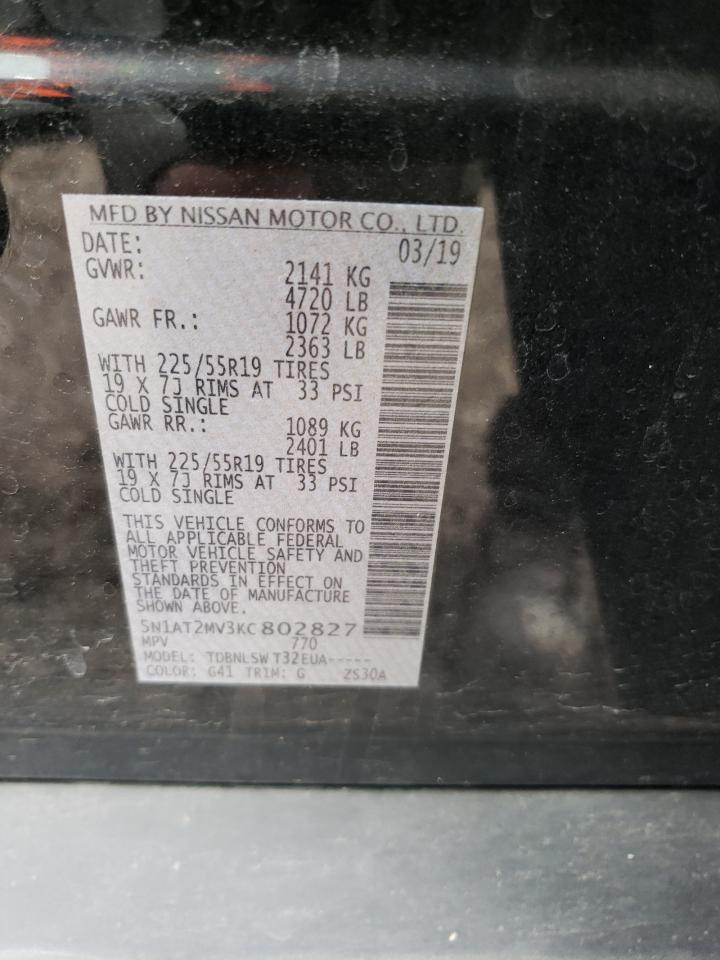 MFD BY NISSAN MOTOR CO., LTD.
DATE: 03/19
GVWR: 2141 KG
4720 LB
GAWR FR.: 1072 KG
2363 LB
WITH 225/55R19 TIRES
19 X 7J RIMS AT 33 PSI
COLD SINGLE
GAWR RR.: 1089 KG
2401 LB
WITH 225/55R19 TIRES
19 X 7J RIMS AT 33 PSI
COLD SINGLE
THIS VEHICLE CONFORMS TO
ALL APPLICABLE FEDERAL
MOTOR VEHICLE SAFETY AND
THEFT PREVENTION
STANDARDS IN EFFECT ON
THE DATE OF MANUFACTURE
SHOWN ABOVE.
5N1AT2MV3KC802827
MPV 770
MODEL: TDBNLSW T32EUA-----
COLOR: G41 TRIM: G ZS30A